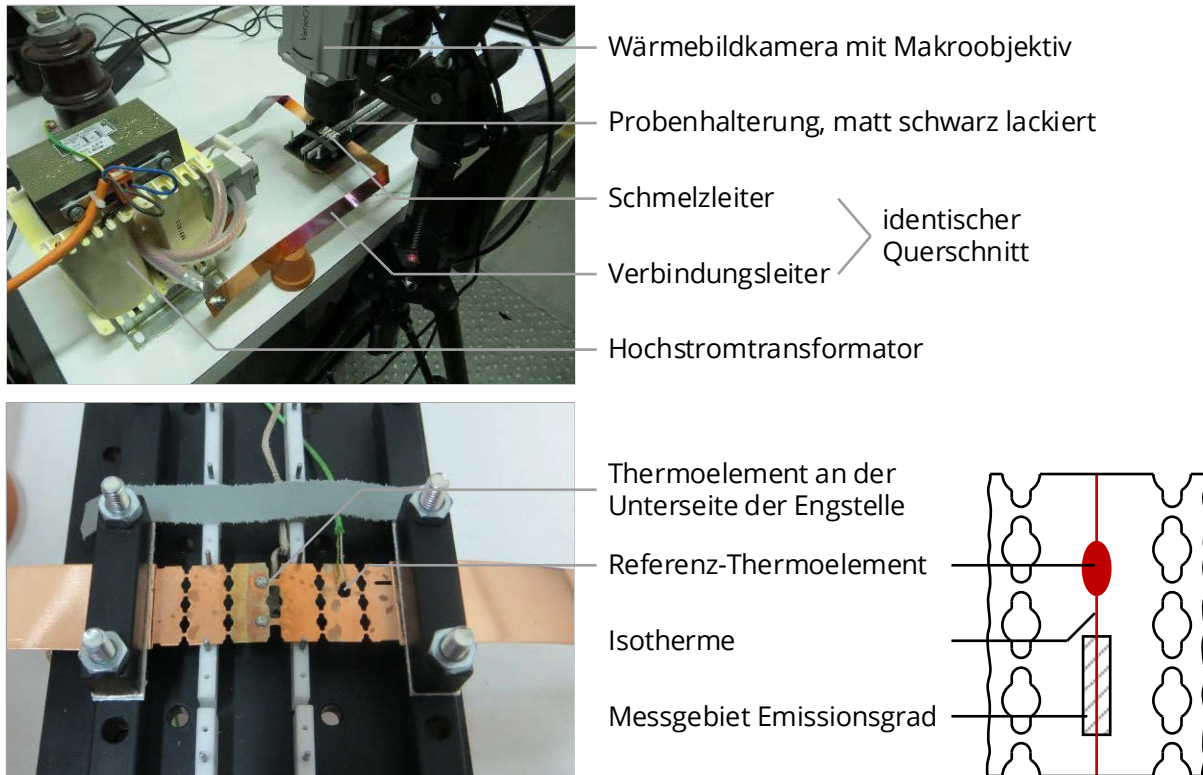 Wärmebildkamera mit Makroobjektiv
Probenhalterung, matt schwarz lackiert
Schmelzleiter
identischer
Querschnitt
Verbindungsleiter
Hochstromtransformator
Thermoelement an der
Unterseite der Engstelle
Referenz-Thermoelement
Isotherme
Messgebiet Emissionsgrad